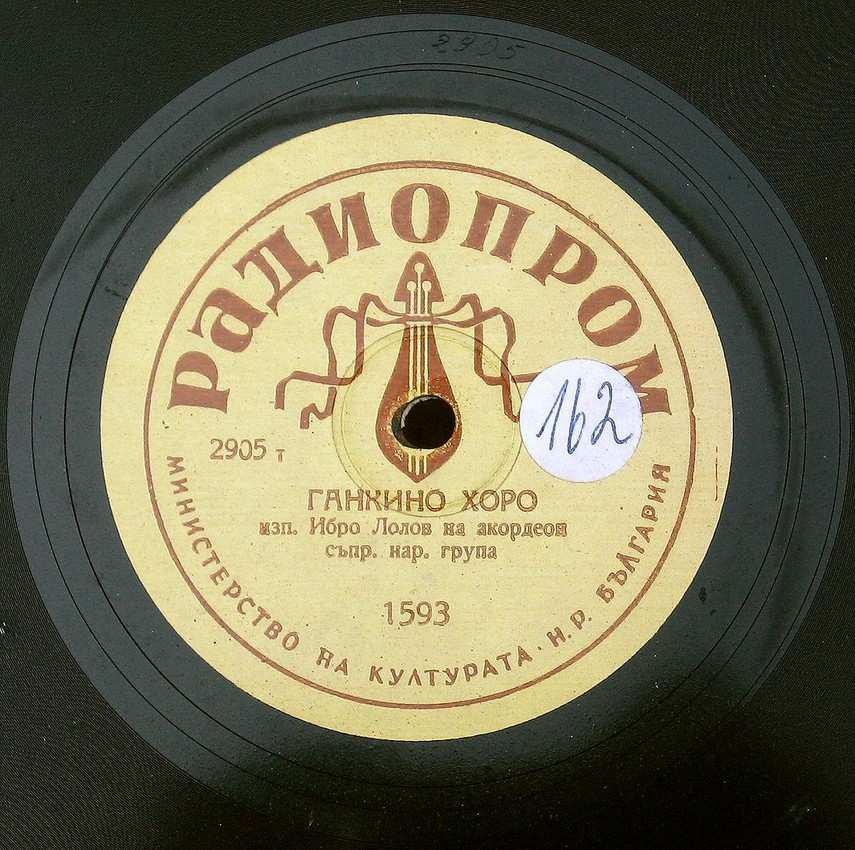 2905
РАДИОПРОМ
162
2905 т
ГАНКИНО ХОРО
изп. Ибро Лолов на акордеон
съпр. нар. група
1593
МИНИСТЕРСТВО НА КУЛТУРАТА · Н.Р. БЪЛГАРИЯ